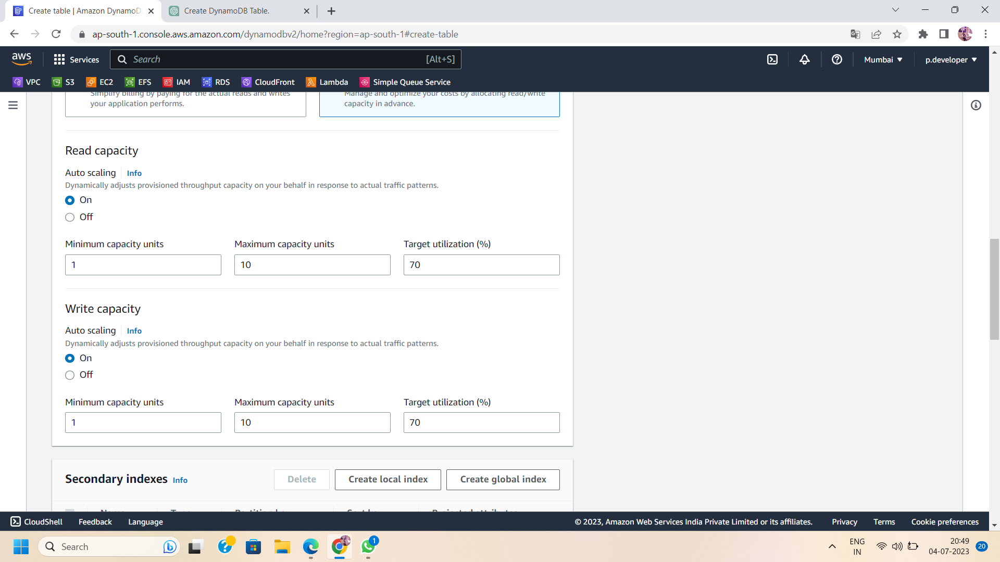 Create table | Amazon DynamoD
Create DynamoDB Table.
ap-south-1.console.aws.amazon.com/dynamodbv2/home?region=ap-south-1#create-table
aws
Services
Search
[Alt+S]
Mumbai
p.developer
VPC
S3
EC2
EFS
IAM
RDS
CloudFront
Lambda
Simple Queue Service
Simplify billing by paying for the actual reads and writes
your application performs.
Manage and optimize your costs by allocating read/write
capacity in advance.
Read capacity
Auto scaling
Info
Dynamically adjusts provisioned throughput capacity on your behalf in response to actual traffic patterns.
On
Off
Minimum capacity units
Maximum capacity units
Target utilization (%)
1
10
70
Write capacity
Auto scaling
Info
Dynamically adjusts provisioned throughput capacity on your behalf in response to actual traffic patterns.
On
Off
Minimum capacity units
Maximum capacity units
Target utilization (%)
1
10
70
Secondary indexes
Info
Delete
Create local index
Create global index
CloudShell
Feedback
Language
© 2023, Amazon Web Services India Private Limited or its affiliates.
Privacy
Terms
Cookie preferences
Search
1
ENG
IN
20:49
04-07-2023
20